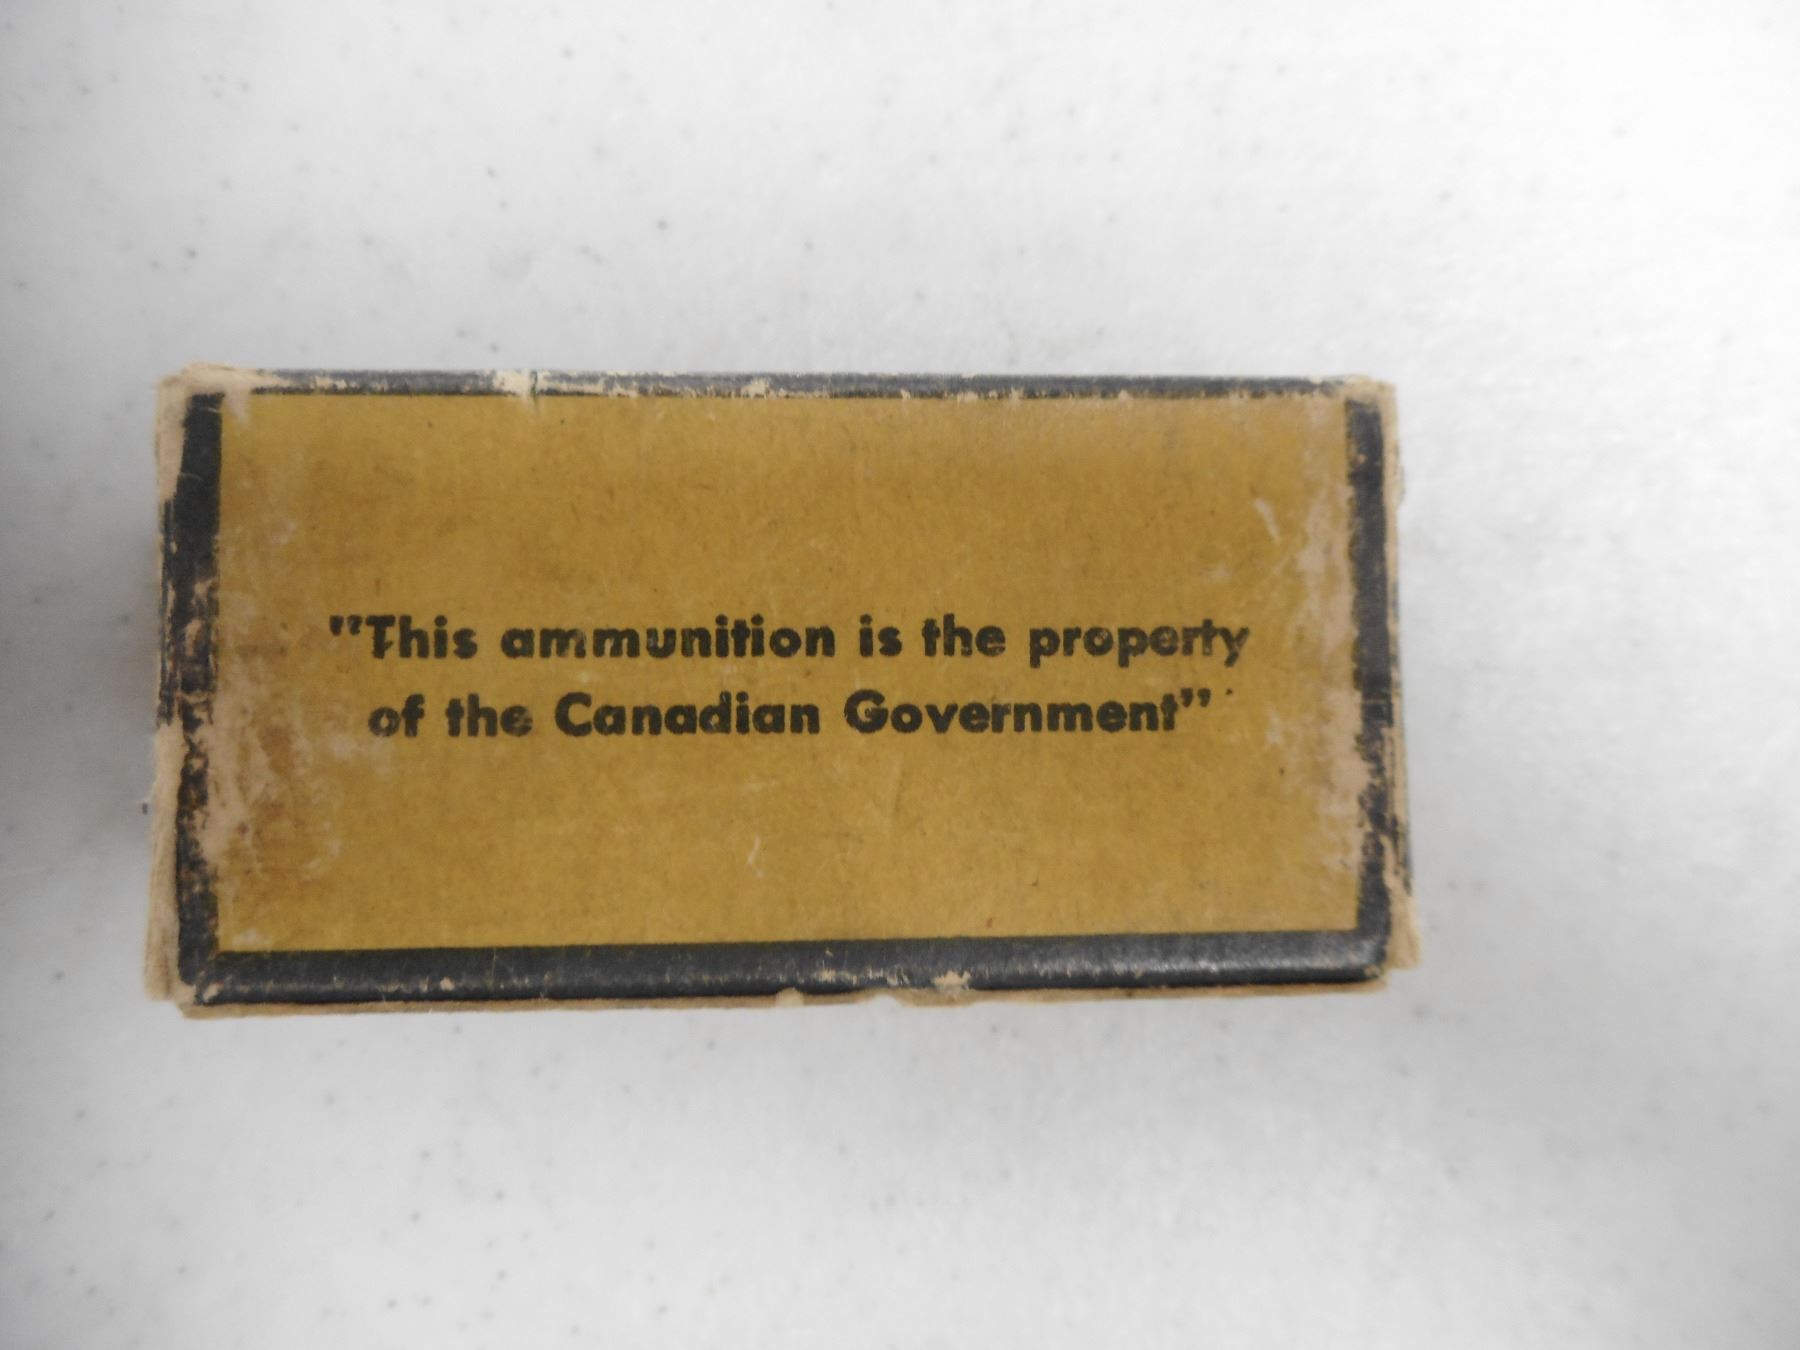 "This ammunition is the property
of the Canadian Government"